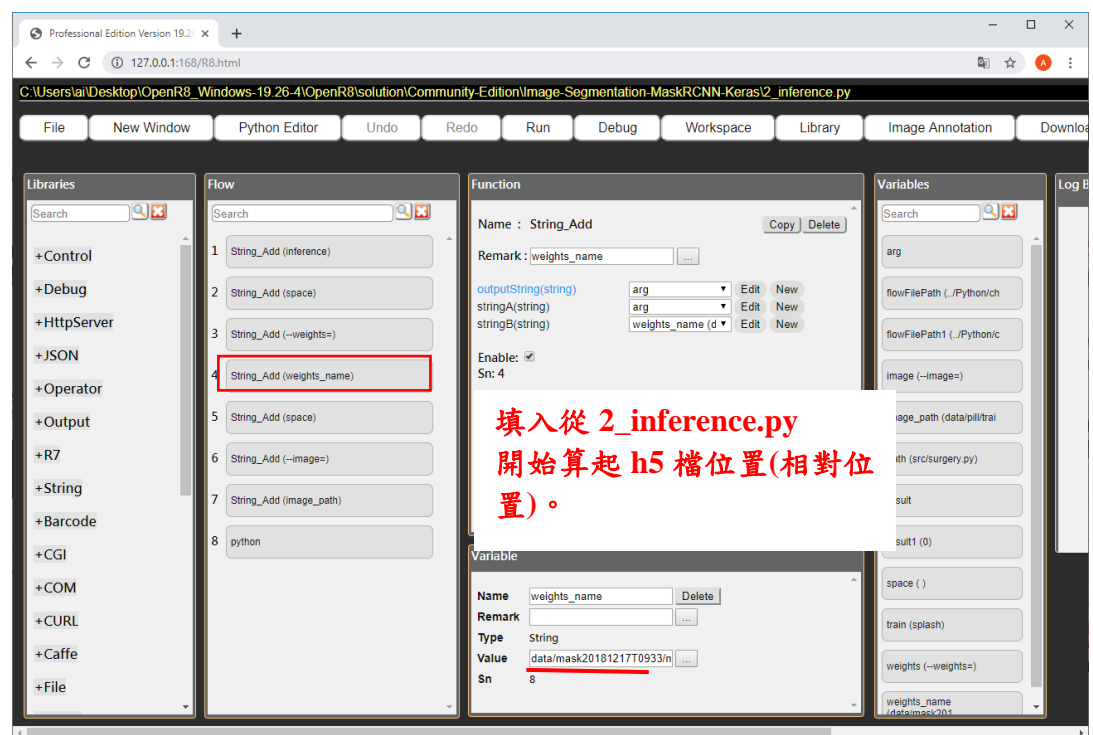 Professional Edition Version 19.2
127.0.0.1:168/R8.html
A
C:\Users\ai\Desktop\OpenR8_Windows-19.26-4\OpenR8\solution\Community-Edition\Image-Segmentation-MaskRCNN-Keras\2_inference.py
File New Window Python Editor Undo Redo Run Debug Workspace Library Image Annotation Downloa
Libraries
Search
+Control
+Debug
+HttpServer
+JSON
+Operator
+Output
+R7
+String
+Barcode
+CGI
+COM
+CURL
+Caffe
+File
Flow
Search
1 String_Add (inference)
2 String_Add (space)
3 String_Add (--weights=)
4 String_Add (weights_name)
5 String_Add (space)
6 String_Add (--image=)
7 String_Add (image_path)
8 python
Function
Name : String_Add Copy Delete
Remark : weights_name ...
outputString(string) arg Edit New
stringA(string) arg Edit New
stringB(string) weights_name (d Edit New
Enable:
Sn: 4
填入從 2_inference.py
開始算起 h5 檔位置(相對位
置)。
Variable
Name weights_name Delete
Remark ...
Type String
Value data/mask20181217T0933/n ...
Sn 8
Variables
Search
arg
flowFilePath (../Python/ch
flowFilePath1 (../Python/c
image (--image=)
age_path (data/pill/trai
th (src/surgery.py)
sult
sult1 (0)
space ( )
train (splash)
weights (--weights=)
weights_name
(data/mask201
Log B